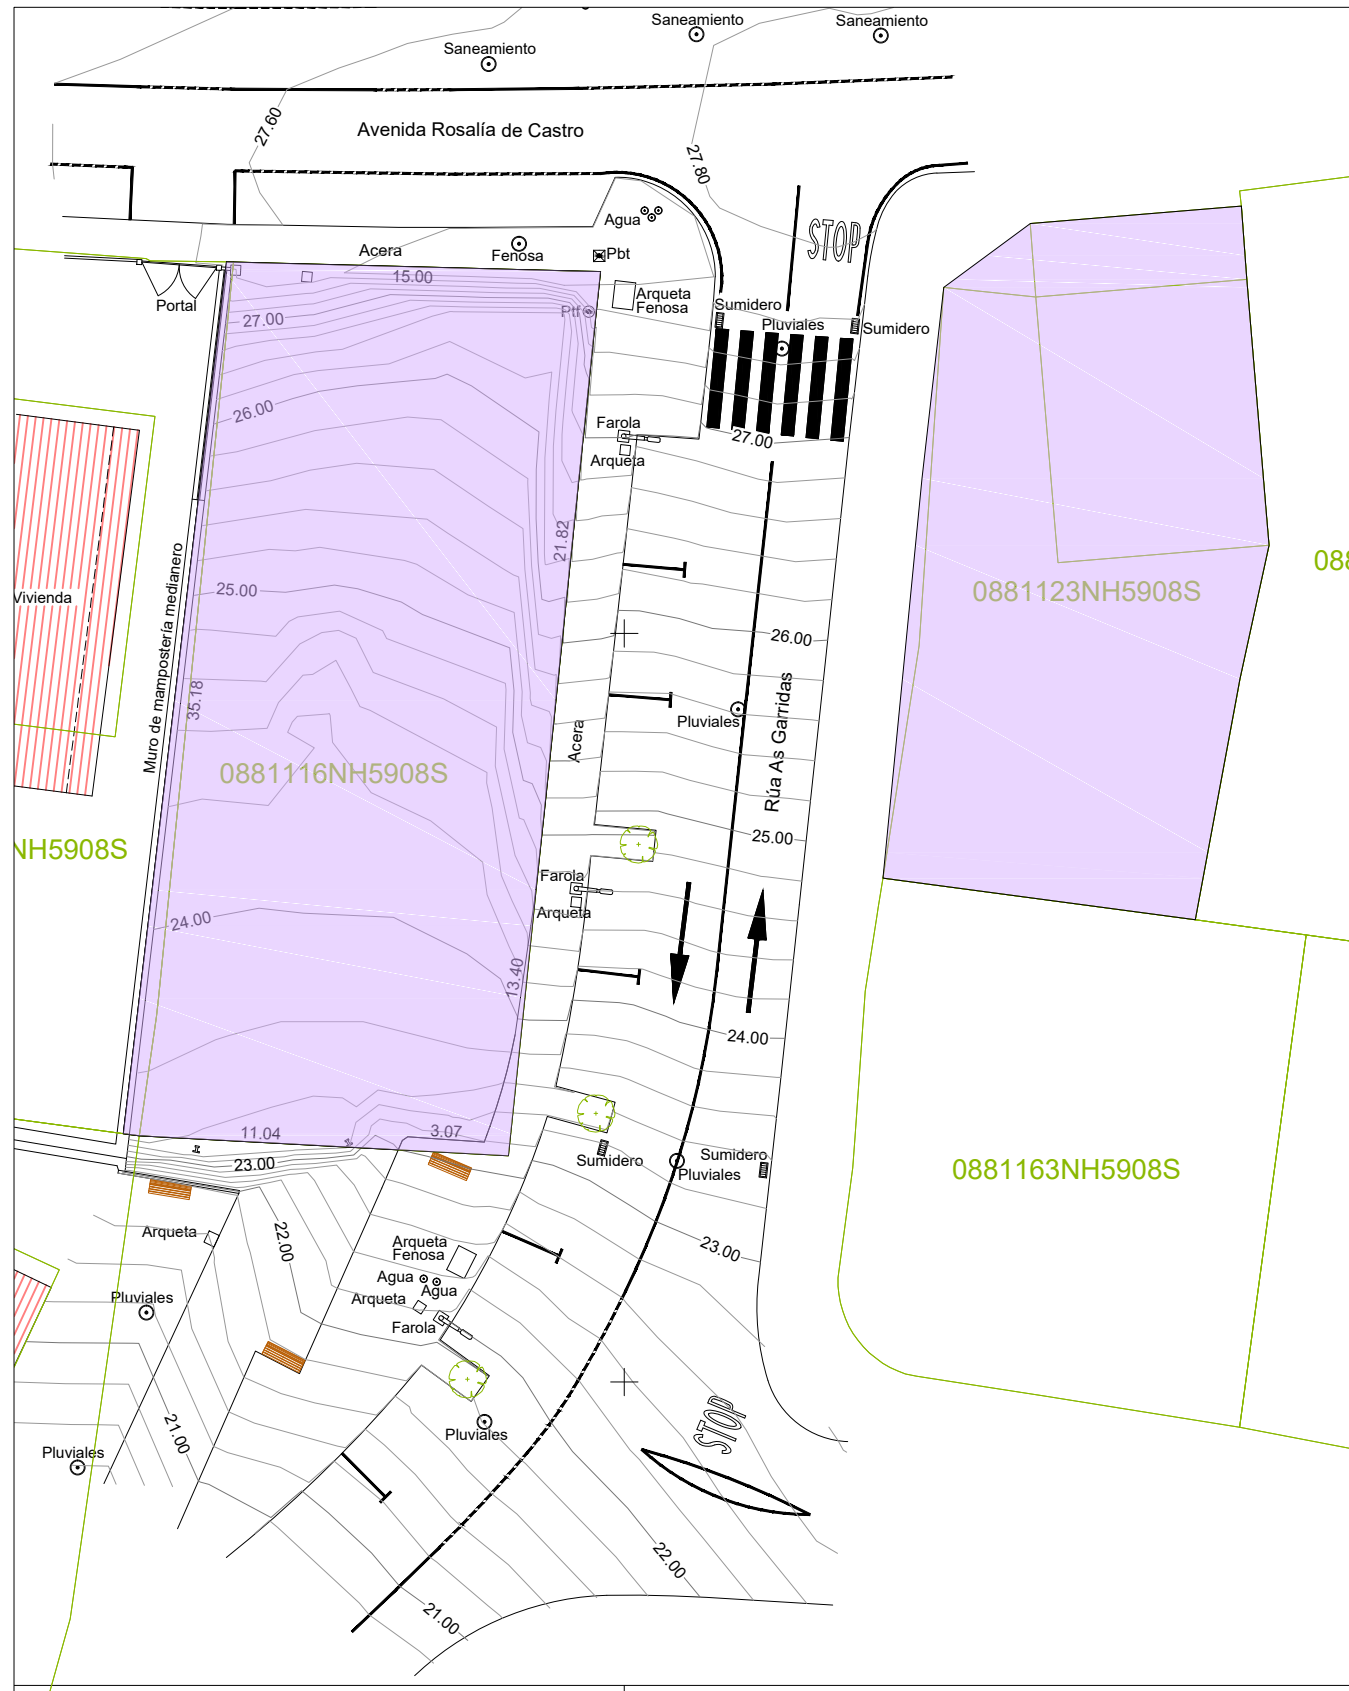 Saneamiento
Saneamiento
Saneamiento
27.60
Avenida Rosalía de Castro
27.80
STOP
Agua
Acera
Fenosa
Pbt
Portal
15.00
Arqueta
Fenosa
27.00
Ptf
Sumidero
Pluviales
Sumidero
26.00
Farola
Arqueta
27.00
21.82
Vivienda
25.00
Muro de mampostería medianero
0881123NH5908S
088
26.00
35.18
Pluviales
Rúa As Garridas
Acera
0881116NH5908S
25.00
NH5908S
Farola
Arqueta
24.00
13.40
24.00
11.04
3.07
23.00
Sumidero
Pluviales
Sumidero
0881163NH5908S
Arqueta
22.00
Arqueta
Fenosa
23.00
Agua
Agua
Arqueta
Farola
Pluviales
STOP
21.00
Pluviales
Pluviales
22.00
21.00